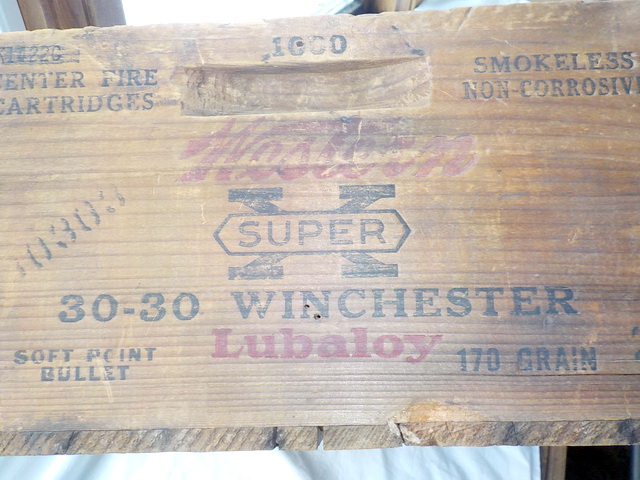 1000
CENTER FIRE
CARTRIDGES
SMOKELESS
NON-CORROSIVE
Western
SUPER X
30-30 WINCHESTER
Lubaloy
SOFT POINT
BULLET
170 GRAIN